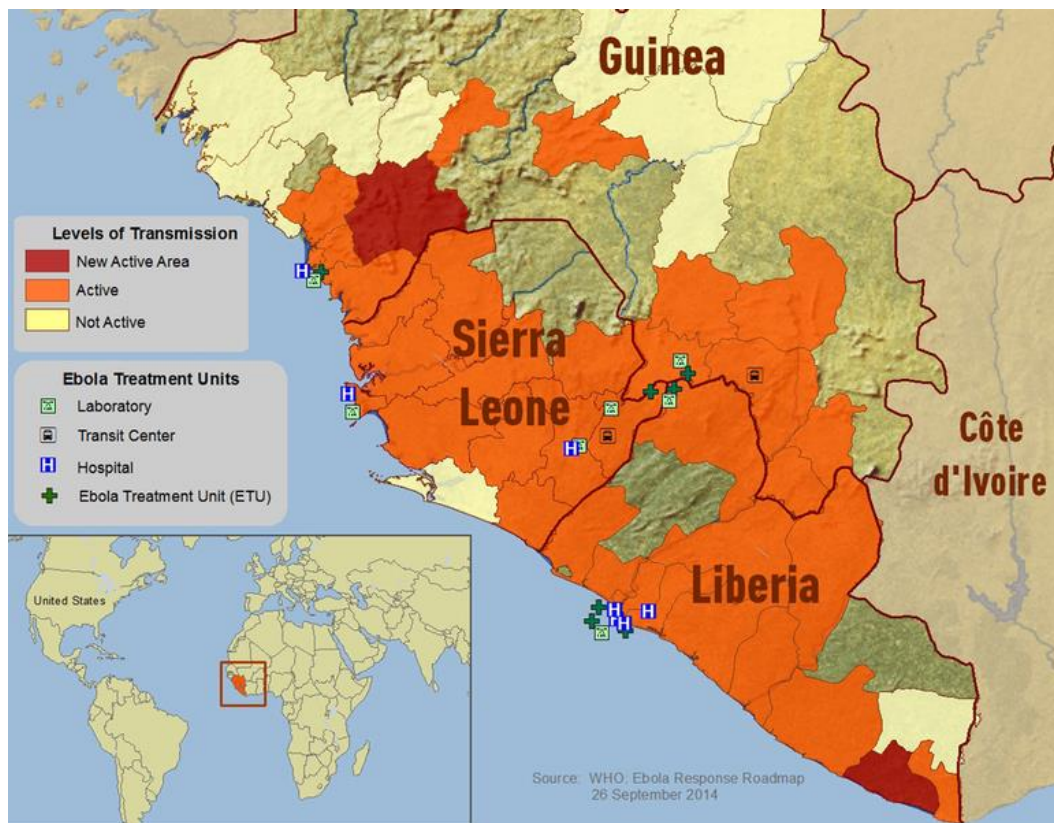 Guinea
Levels of Transmission
New Active Area
Active
Not Active
Sierra
Leone
Ebola Treatment Units
Laboratory
Transit Center
H
Hospital
Ebola Treatment Unit (ETU)
H
H
H
Côte
d'Ivoire
United States
Liberia
H
H
H
Source: WHO: Ebola Response Roadmap
26 September 2014